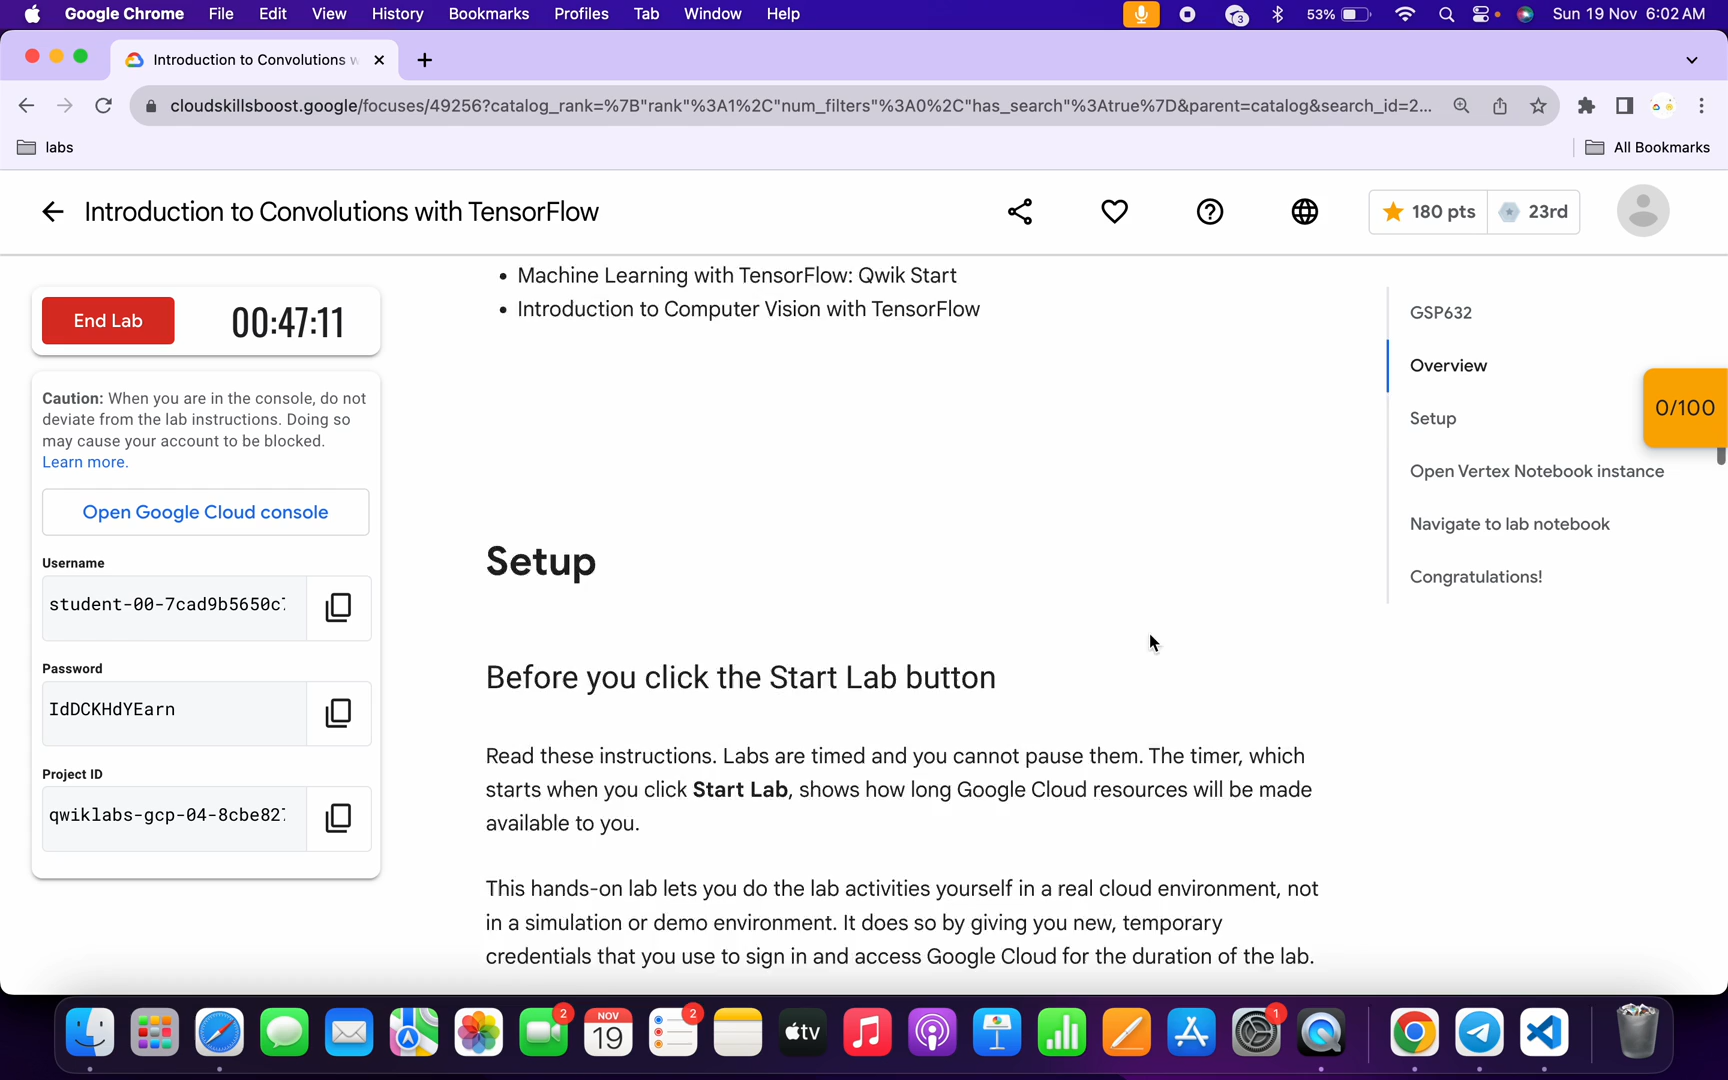 Google Chrome File Edit View History Bookmarks Profiles Tab Window Help 3 53% Sun 19 Nov 6:02 AM
Introduction to Convolutions w
cloudskillsboost.google/focuses/49256?catalog_rank=%7B"rank"%3A1%2C"num_filters"%3A0%2C"has_search"%3Atrue%7D&parent=catalog&search_id=2...
labs
All Bookmarks
Introduction to Convolutions with TensorFlow
180 pts
23rd
End Lab
00:47:11
Caution: When you are in the console, do not
deviate from the lab instructions. Doing so
may cause your account to be blocked.
Learn more.
Open Google Cloud console
Username
student-00-7cad9b5650c
Password
IdDCKHdYEarn
Project ID
qwiklabs-gcp-04-8cbe82
• Machine Learning with TensorFlow: Qwik Start
• Introduction to Computer Vision with TensorFlow
Setup
Before you click the Start Lab button
Read these instructions. Labs are timed and you cannot pause them. The timer, which
starts when you click Start Lab, shows how long Google Cloud resources will be made
available to you.
This hands-on lab lets you do the lab activities yourself in a real cloud environment, not
in a simulation or demo environment. It does so by giving you new, temporary
credentials that you use to sign in and access Google Cloud for the duration of the lab.
GSP632
Overview
Setup
Open Vertex Notebook instance
Navigate to lab notebook
Congratulations!
0/100
2
NOV
19
2
tv
1